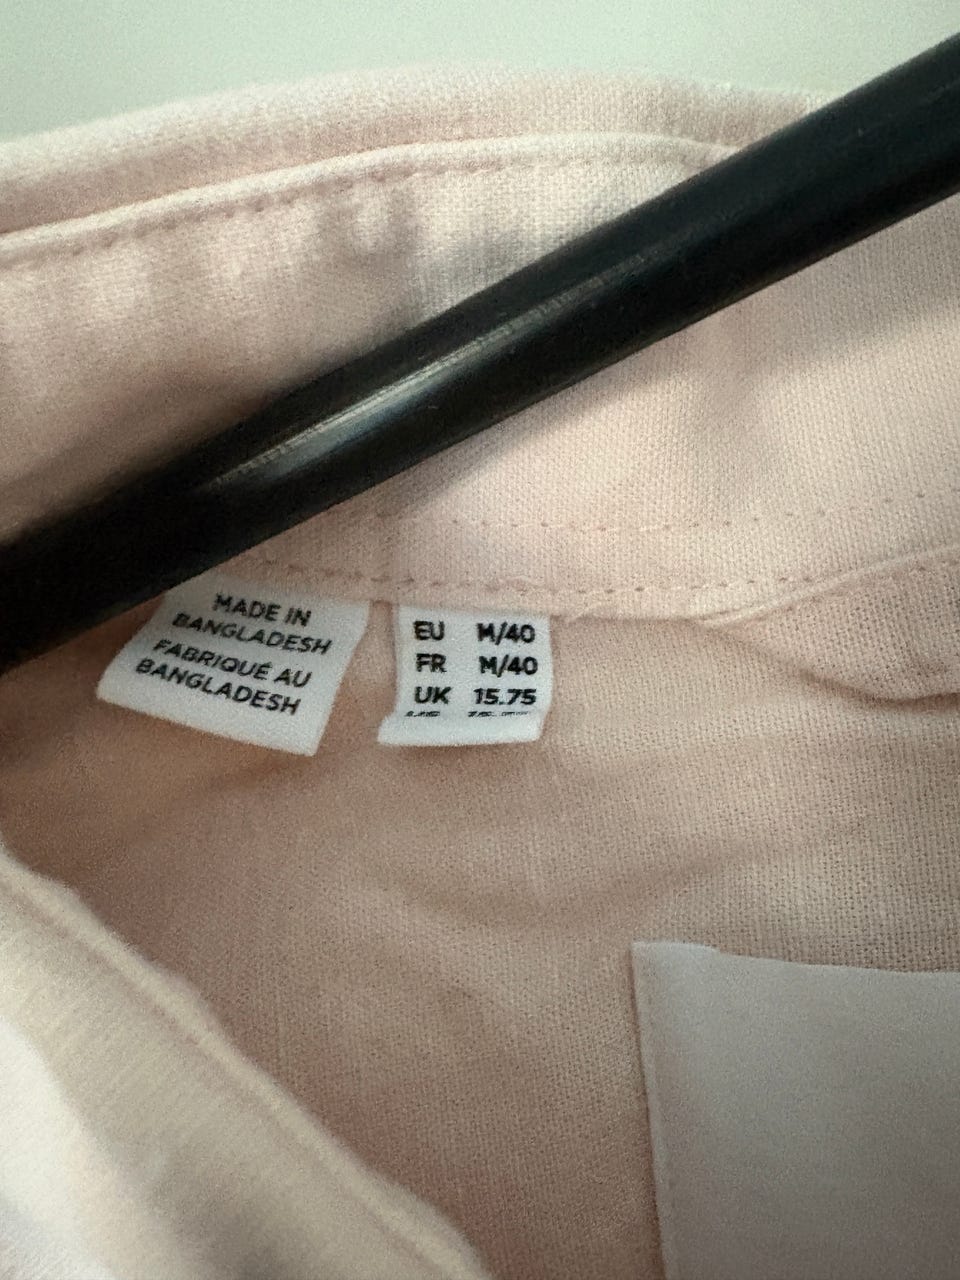 MADE IN
BANGLADESH
FABRIQUÉ AU
BANGLADESH
EU M/40
FR M/40
UK 15.75